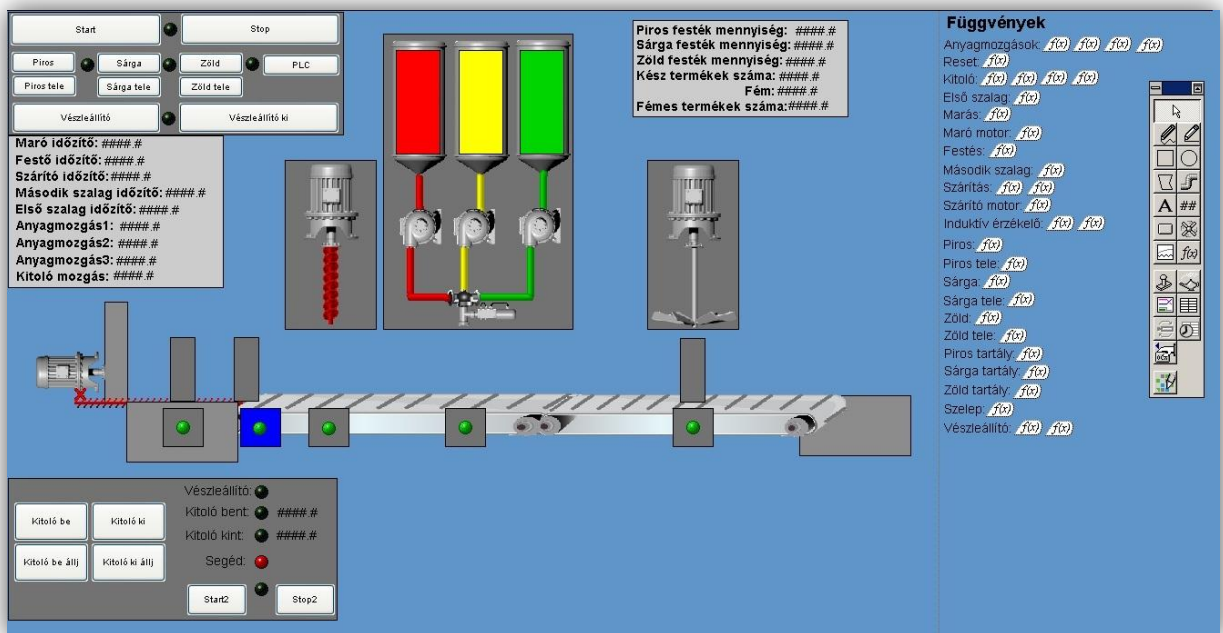 Start
Stop
Piros
Sárga
Zöld
PLC
Piros tele
Sárga tele
Zöld tele
Vészleállító
Vészleállító ki
Maró időzítő: ####.#
Festő időzítő: ####.#
Szárító időzítő: ####.#
Második szalag időzítő: ####.#
Első szalag időzítő: ####.#
Anyagmozgás1: ####.#
Anyagmozgás2: ####.#
Anyagmozgás3: ####.#
Kitoló mozgás: ####.#
Piros festék mennyiség: ####.#
Sárga festék mennyiség: ####.#
Zöld festék mennyiség: ####.#
Kész termékek száma: ####.#
Fém: ####.#
Fémes termékek száma: ####.#
Vészleállító:
Kitoló bent: ####.#
Kitoló kint: ####.#
Segéd:
Kitoló be
Kitoló ki
Kitoló be állj
Kitoló ki állj
Start2
Stop2
Függvények
Anyagmozgások: f(x) f(x) f(x) f(x)
Reset: f(x)
Kitoló: f(x) f(x) f(x) f(x)
Első szalag: f(x)
Marás: f(x)
Maró motor: f(x)
Festés: f(x)
Második szalag: f(x)
Szárítás: f(x) f(x)
Szárító motor: f(x)
Induktív érzékelő: f(x) f(x)
Piros: f(x)
Piros tele: f(x)
Sárga: f(x)
Sárga tele: f(x)
Zöld: f(x)
Zöld tele: f(x)
Piros tartály: f(x)
Sárga tartály: f(x)
Zöld tartály: f(x)
Szelep: f(x)
Vészleállító: f(x) f(x)
A ##
f(x)